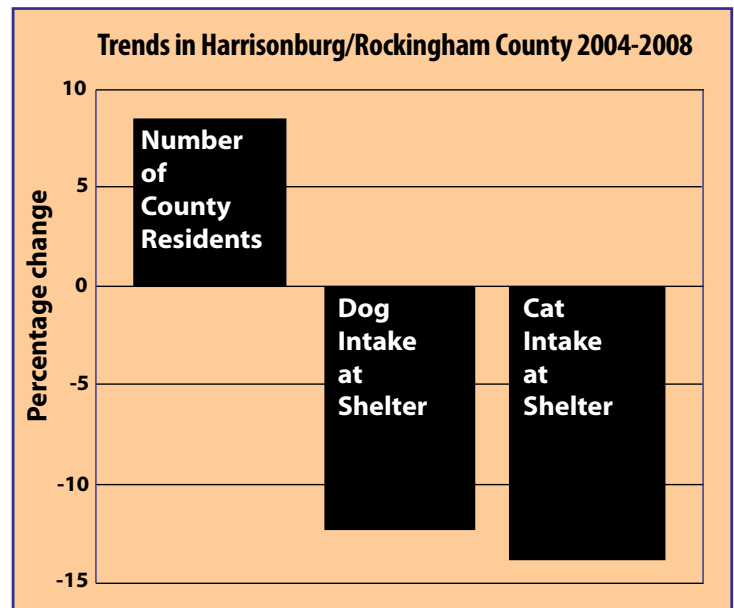 Trends in Harrisonburg/Rockingham County 2004-2008
Percentage change
10
5
0
-5
-10
-15
Number
of
County
Residents
Dog
Intake
at
Shelter
Cat
Intake
at
Shelter